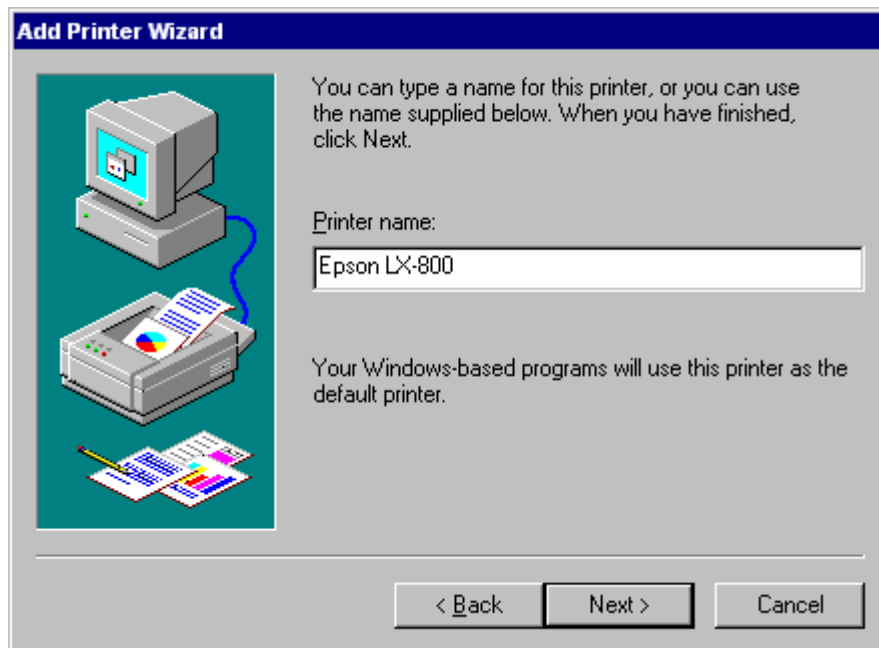 Add Printer Wizard
You can type a name for this printer, or you can use
the name supplied below. When you have finished,
click Next.
Printer name:
Epson LX-800
Your Windows-based programs will use this printer as the
default printer.
< Back
Next >
Cancel